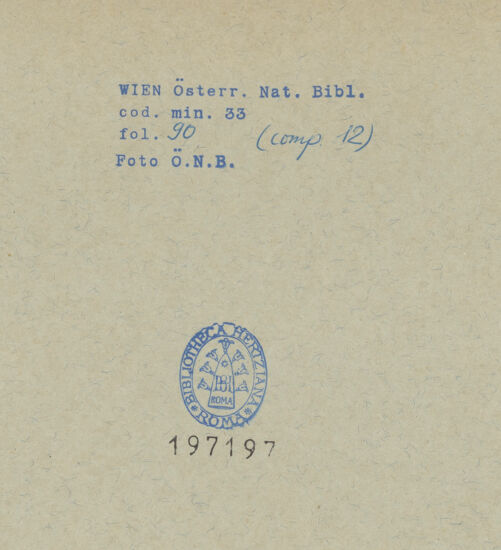 WIEN Österr. Nat. Bibl.
cod. min. 33
fol. 90 (comp. 12)
Foto Ö.N.B.
BIBLIOTHECA HERTZIANA
ROMA
BH
ROMA
197197